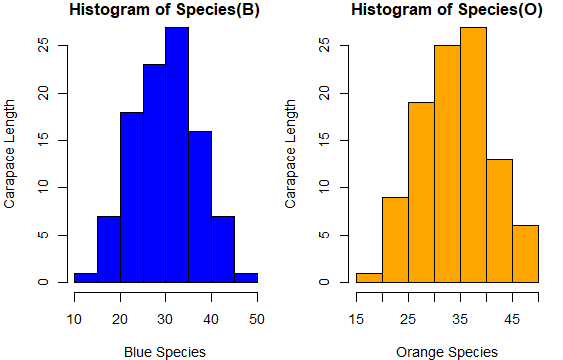 Histogram of Species(B)
Carapace Length
25
20
15
10
5
0
10 20 30 40 50
Blue Species
Histogram of Species(O)
Carapace Length
25
20
15
10
5
0
15 25 35 45
Orange Species